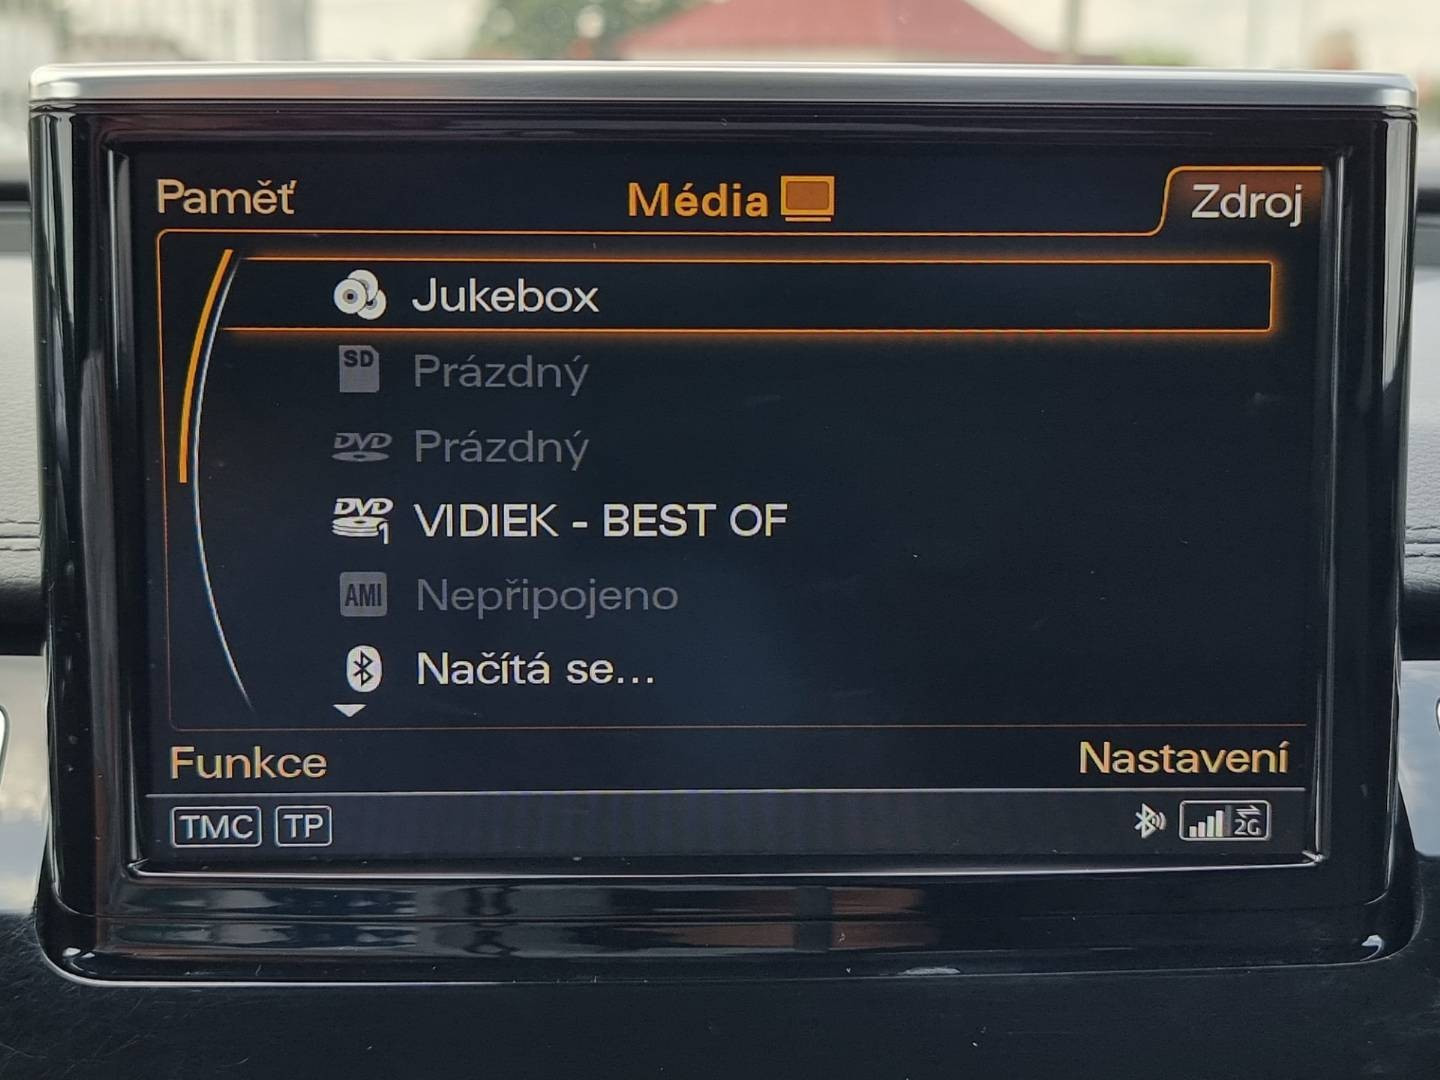 Paměť Média Zdroj
Jukebox
SD Prázdný
DVD Prázdný
DVD 1 VIDIEK - BEST OF
AMI Nepřipojeno
Načítá se...
Funkce Nastavení
TMC TP 2G